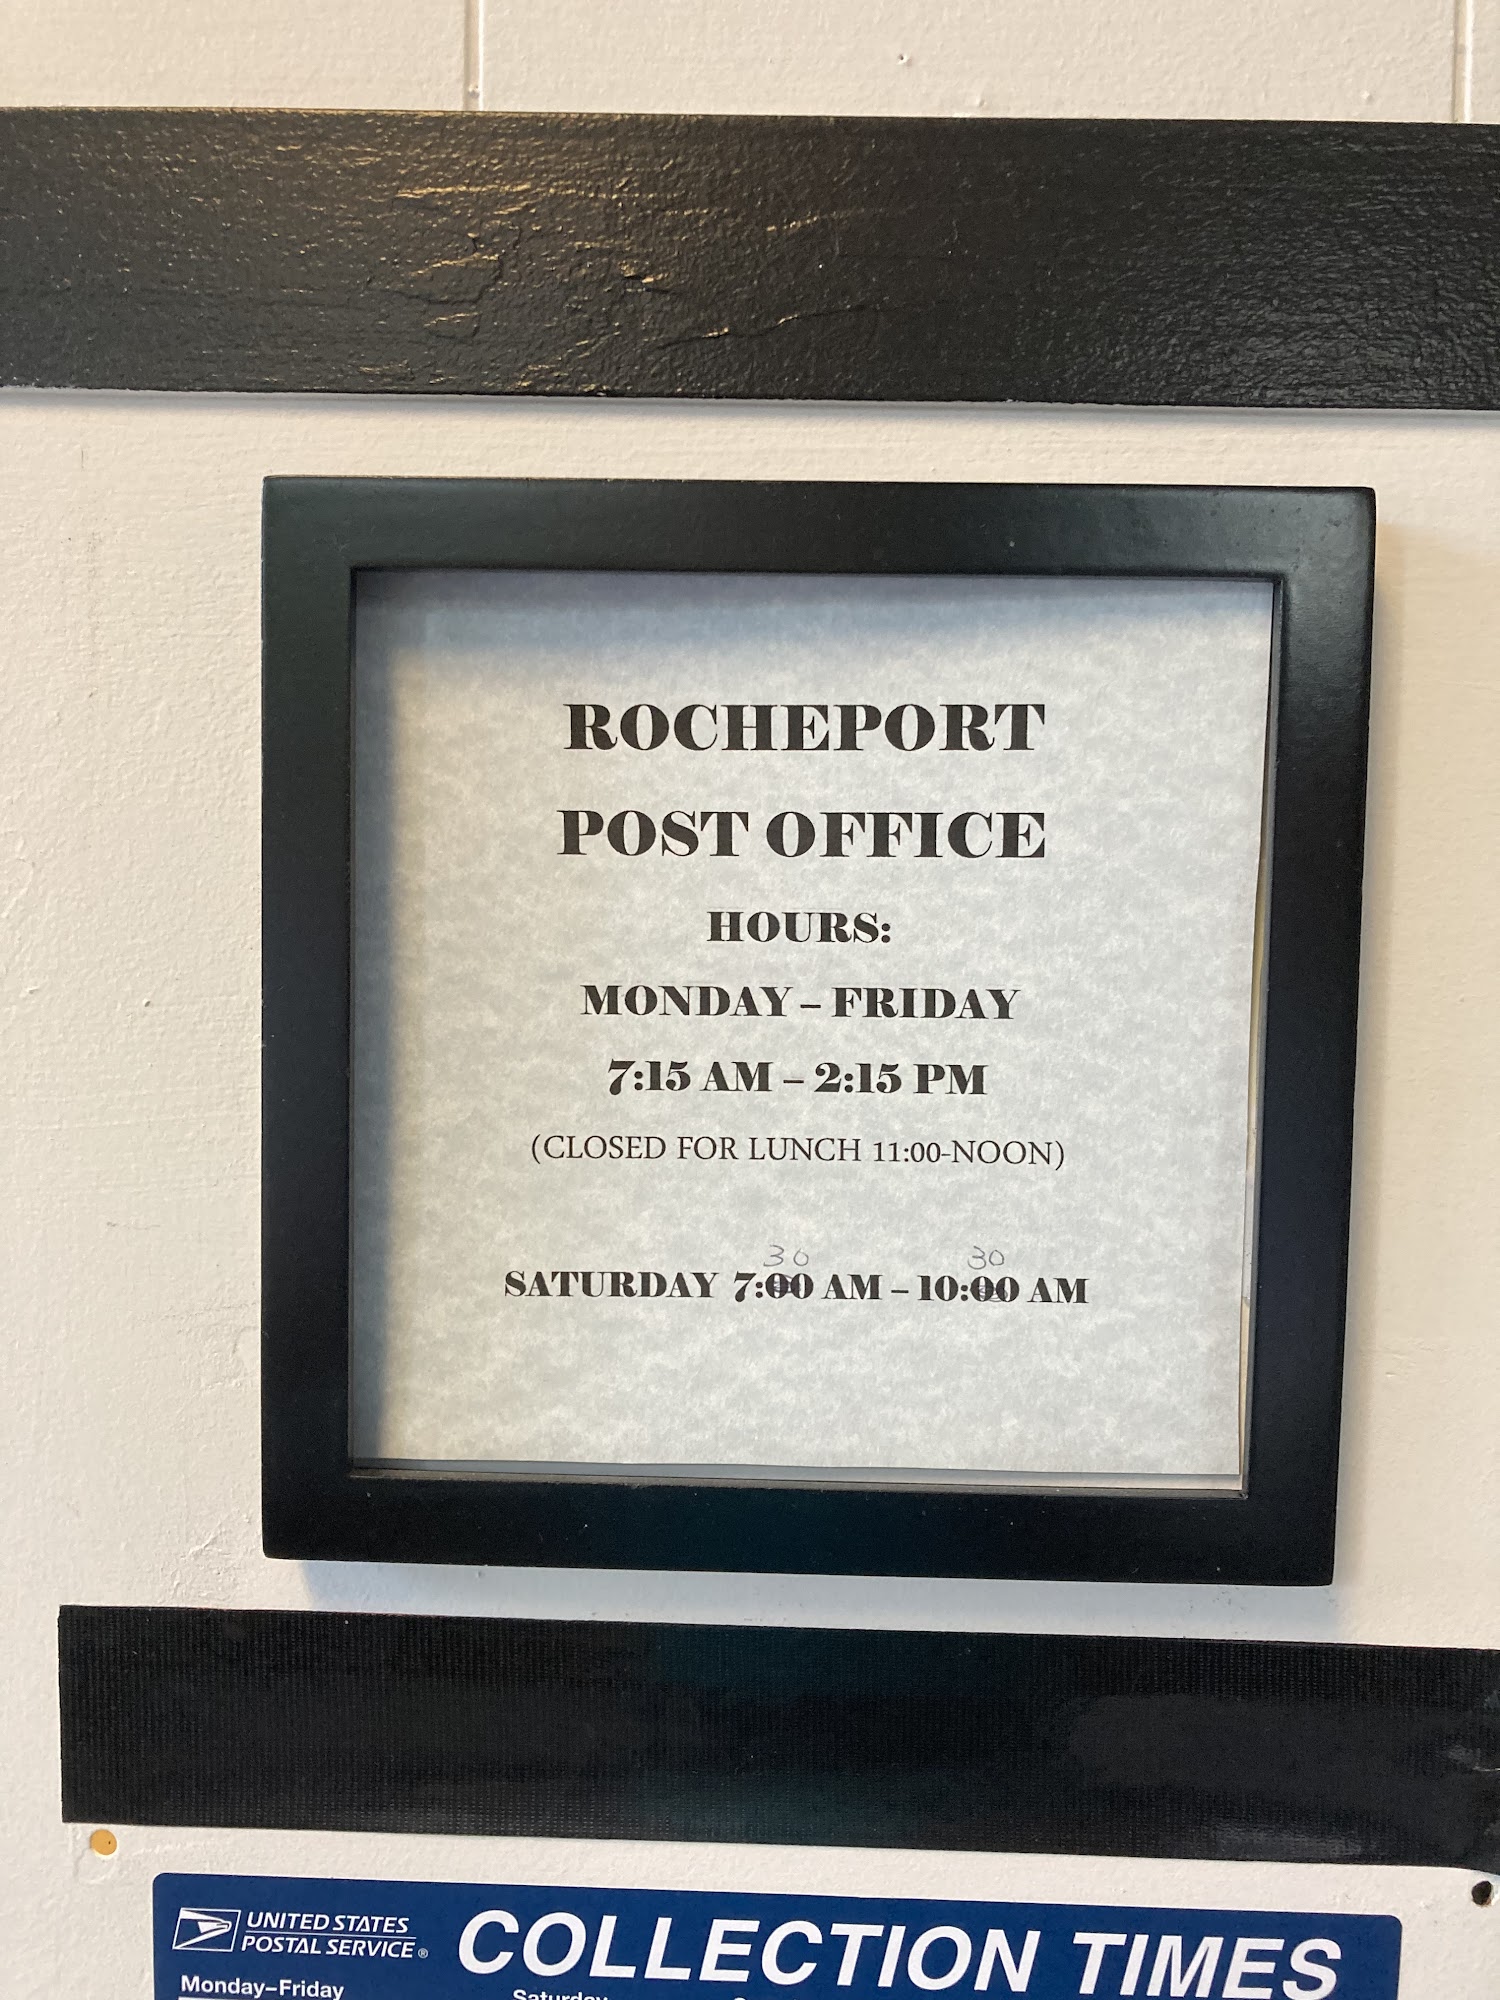 ROCHEPORT
POST OFFICE
HOURS:
MONDAY – FRIDAY
7:15 AM – 2:15 PM
(CLOSED FOR LUNCH 11:00-NOON)
30 30
SATURDAY 7:00 AM – 10:00 AM
UNITED STATES
POSTAL SERVICE®
COLLECTION TIMES
Monday–Friday
Saturday